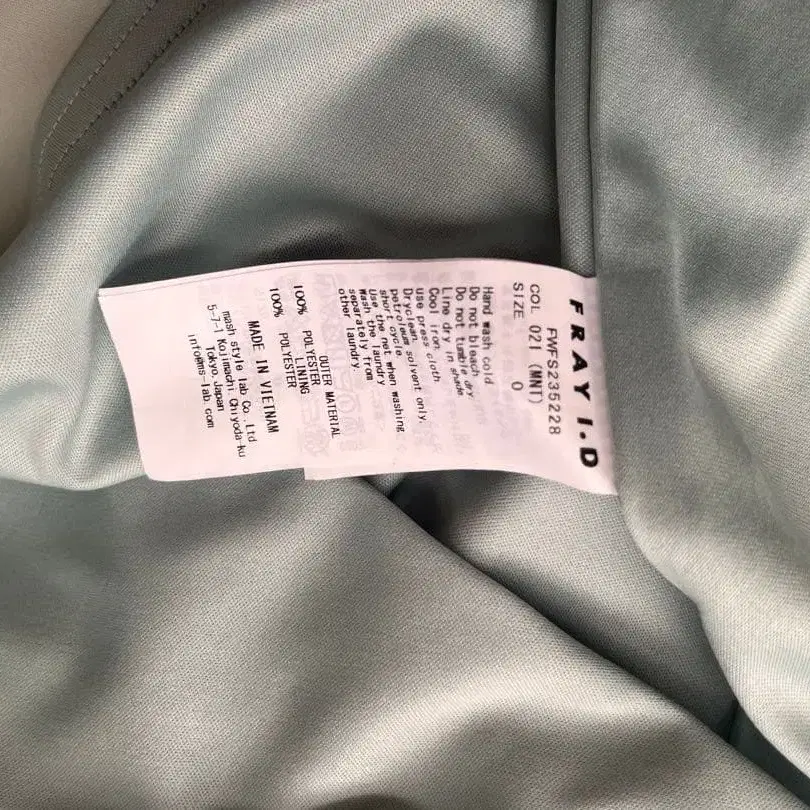 FRAY I.D
FWFS235228
COL 021 (MNT)
SIZE 0
Hand wash cold
Do not bleach
Do not tumble dry.
Line dry in shade
Cool iron.
use press cloth
Dryclean.
petroleum solvent only,
short cycle.
Use the net when washing
Wash the laundry
separately from
other laundry.
OUTER MATERIAL
100% POLYESTER
LINING
100% POLYESTER
MADE IN VIETNAM
mash style lab Co.,Ltd
5-7-1 Kojimachi Chiyoda-ku
Tokyo, Japan
info@ms-lab.com